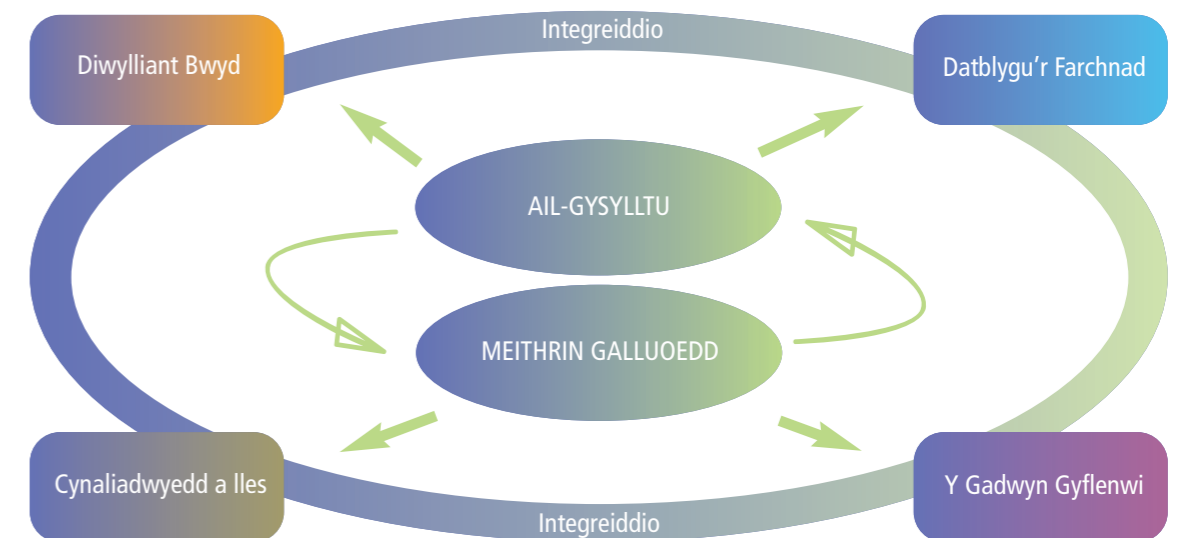 Integreiddio
Diwylliant Bwyd
Datblygu'r Farchnad
AIL-GYSYLLTU
MEITHRIN GALLUOEDD
Cynaliadwyedd a lles
Y Gadwyn Gyflenwi
Integreiddio